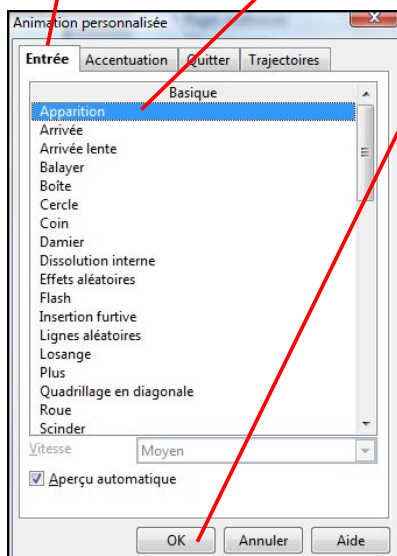 Animation personnalisée
Entrée Accentuation Quitter Trajectoires
Basique
Apparition
Arrivée
Arrivée lente
Balayer
Boîte
Cercle
Coin
Damier
Dissolution interne
Effets aléatoires
Flash
Insertion furtive
Lignes aléatoires
Losange
Plus
Quadrillage en diagonale
Roue
Scinder
Vitesse Moyen
Aperçu automatique
OK Annuler Aide